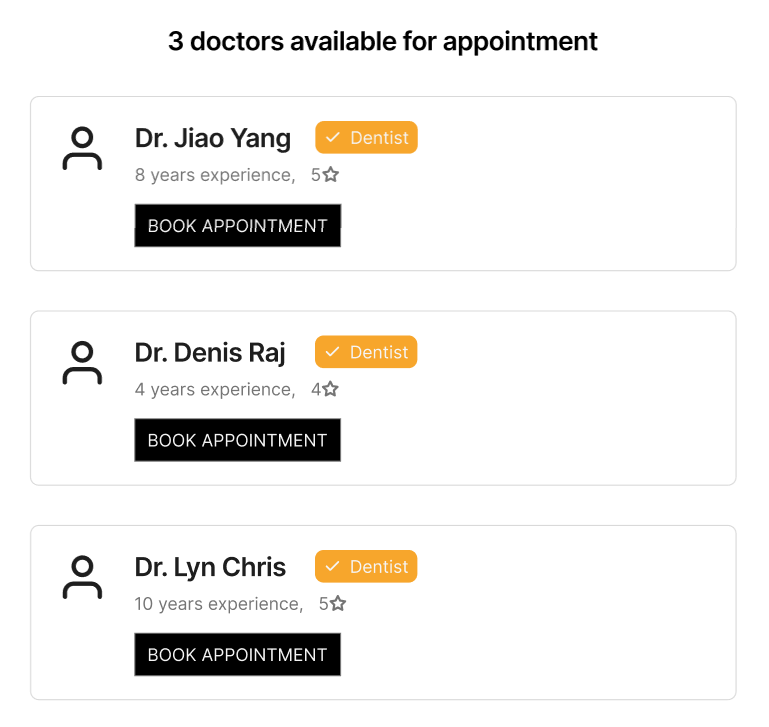 3 doctors available for appointment
Dr. Jiao Yang
Dentist
8 years experience, 5
BOOK APPOINTMENT
Dr. Denis Raj
Dentist
4 years experience, 4
BOOK APPOINTMENT
Dr. Lyn Chris
Dentist
10 years experience, 5
BOOK APPOINTMENT